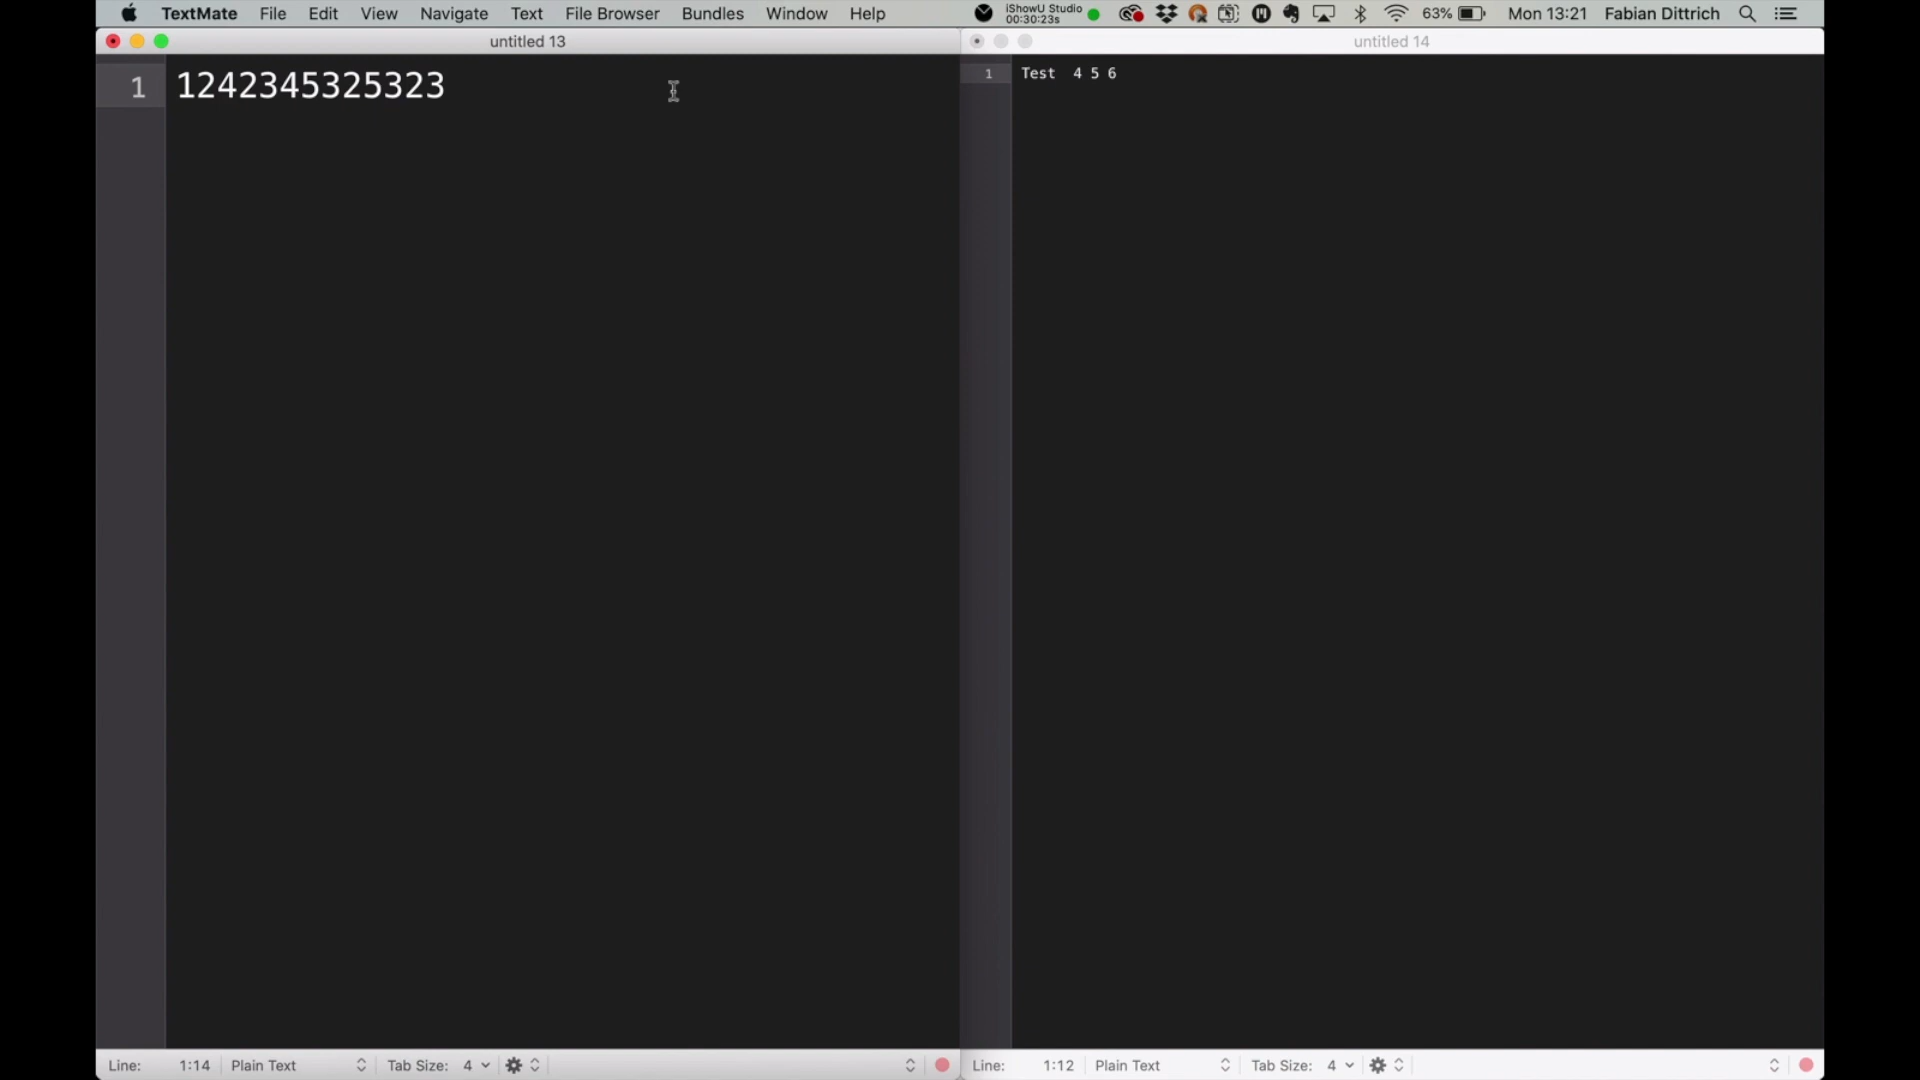 TextMate File Edit View Navigate Text File Browser Bundles Window Help iShowU Studio 00:30:23s 63% Mon 13:21 Fabian Dittrich
untitled 13
1 1242345325323
Line: 1:14 Plain Text Tab Size: 4
untitled 14
1 Test  4 5 6
Line: 1:12 Plain Text Tab Size: 4